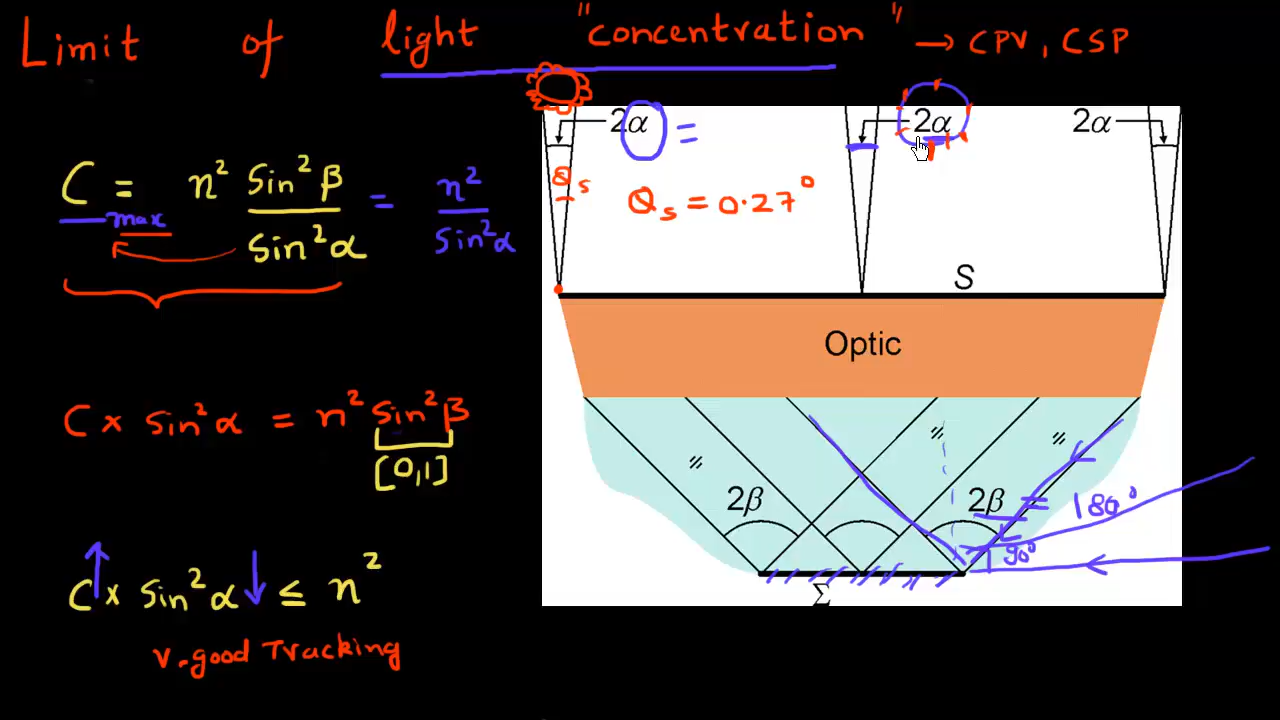 Limit of light "concentration" → CPV, CSP
2α = 2α 2α
θs
θs = 0.27°
C max = n² Sin²β / Sin²α = n² / Sin²α
S
Optic
C × Sin²α = n² Sin²β
[0,1]
2β 2β 180°
90°
C × Sin²α ≤ n²
Σ
v. good Tracking